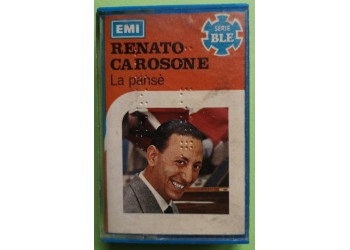 EMI
SERIE
BLE
RENATO
CAROSONE
La pansè